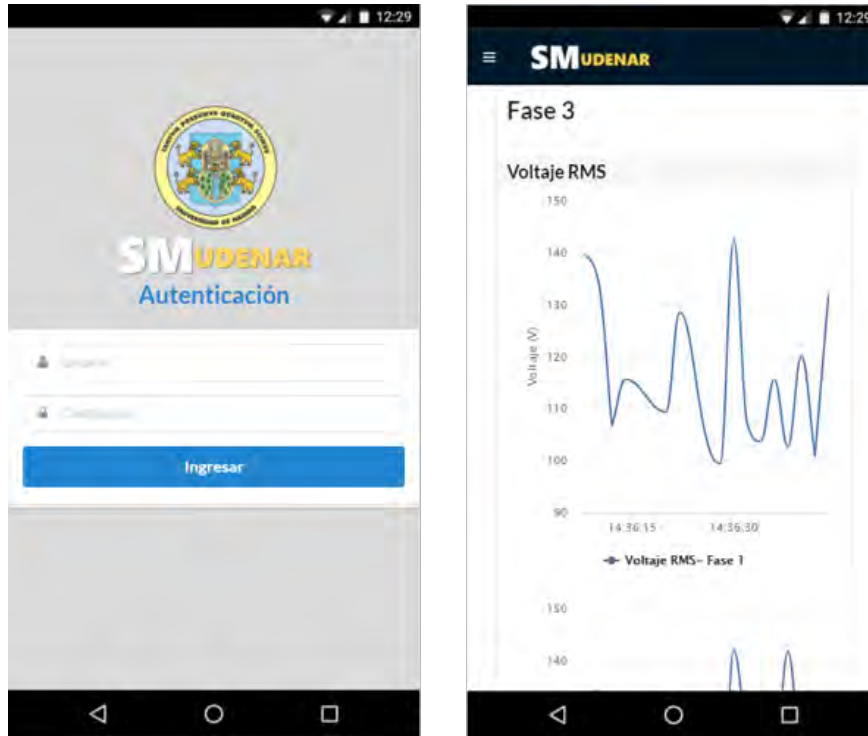 12:29
SMUDENAR
Autenticación
Ingresar
12:29
SMUDENAR
Fase 3
Voltaje RMS
150
140
130
120
110
100
90
Voltaje (V)
14:36:15
14:36:30
Voltaje RMS- Fase 1
150
140